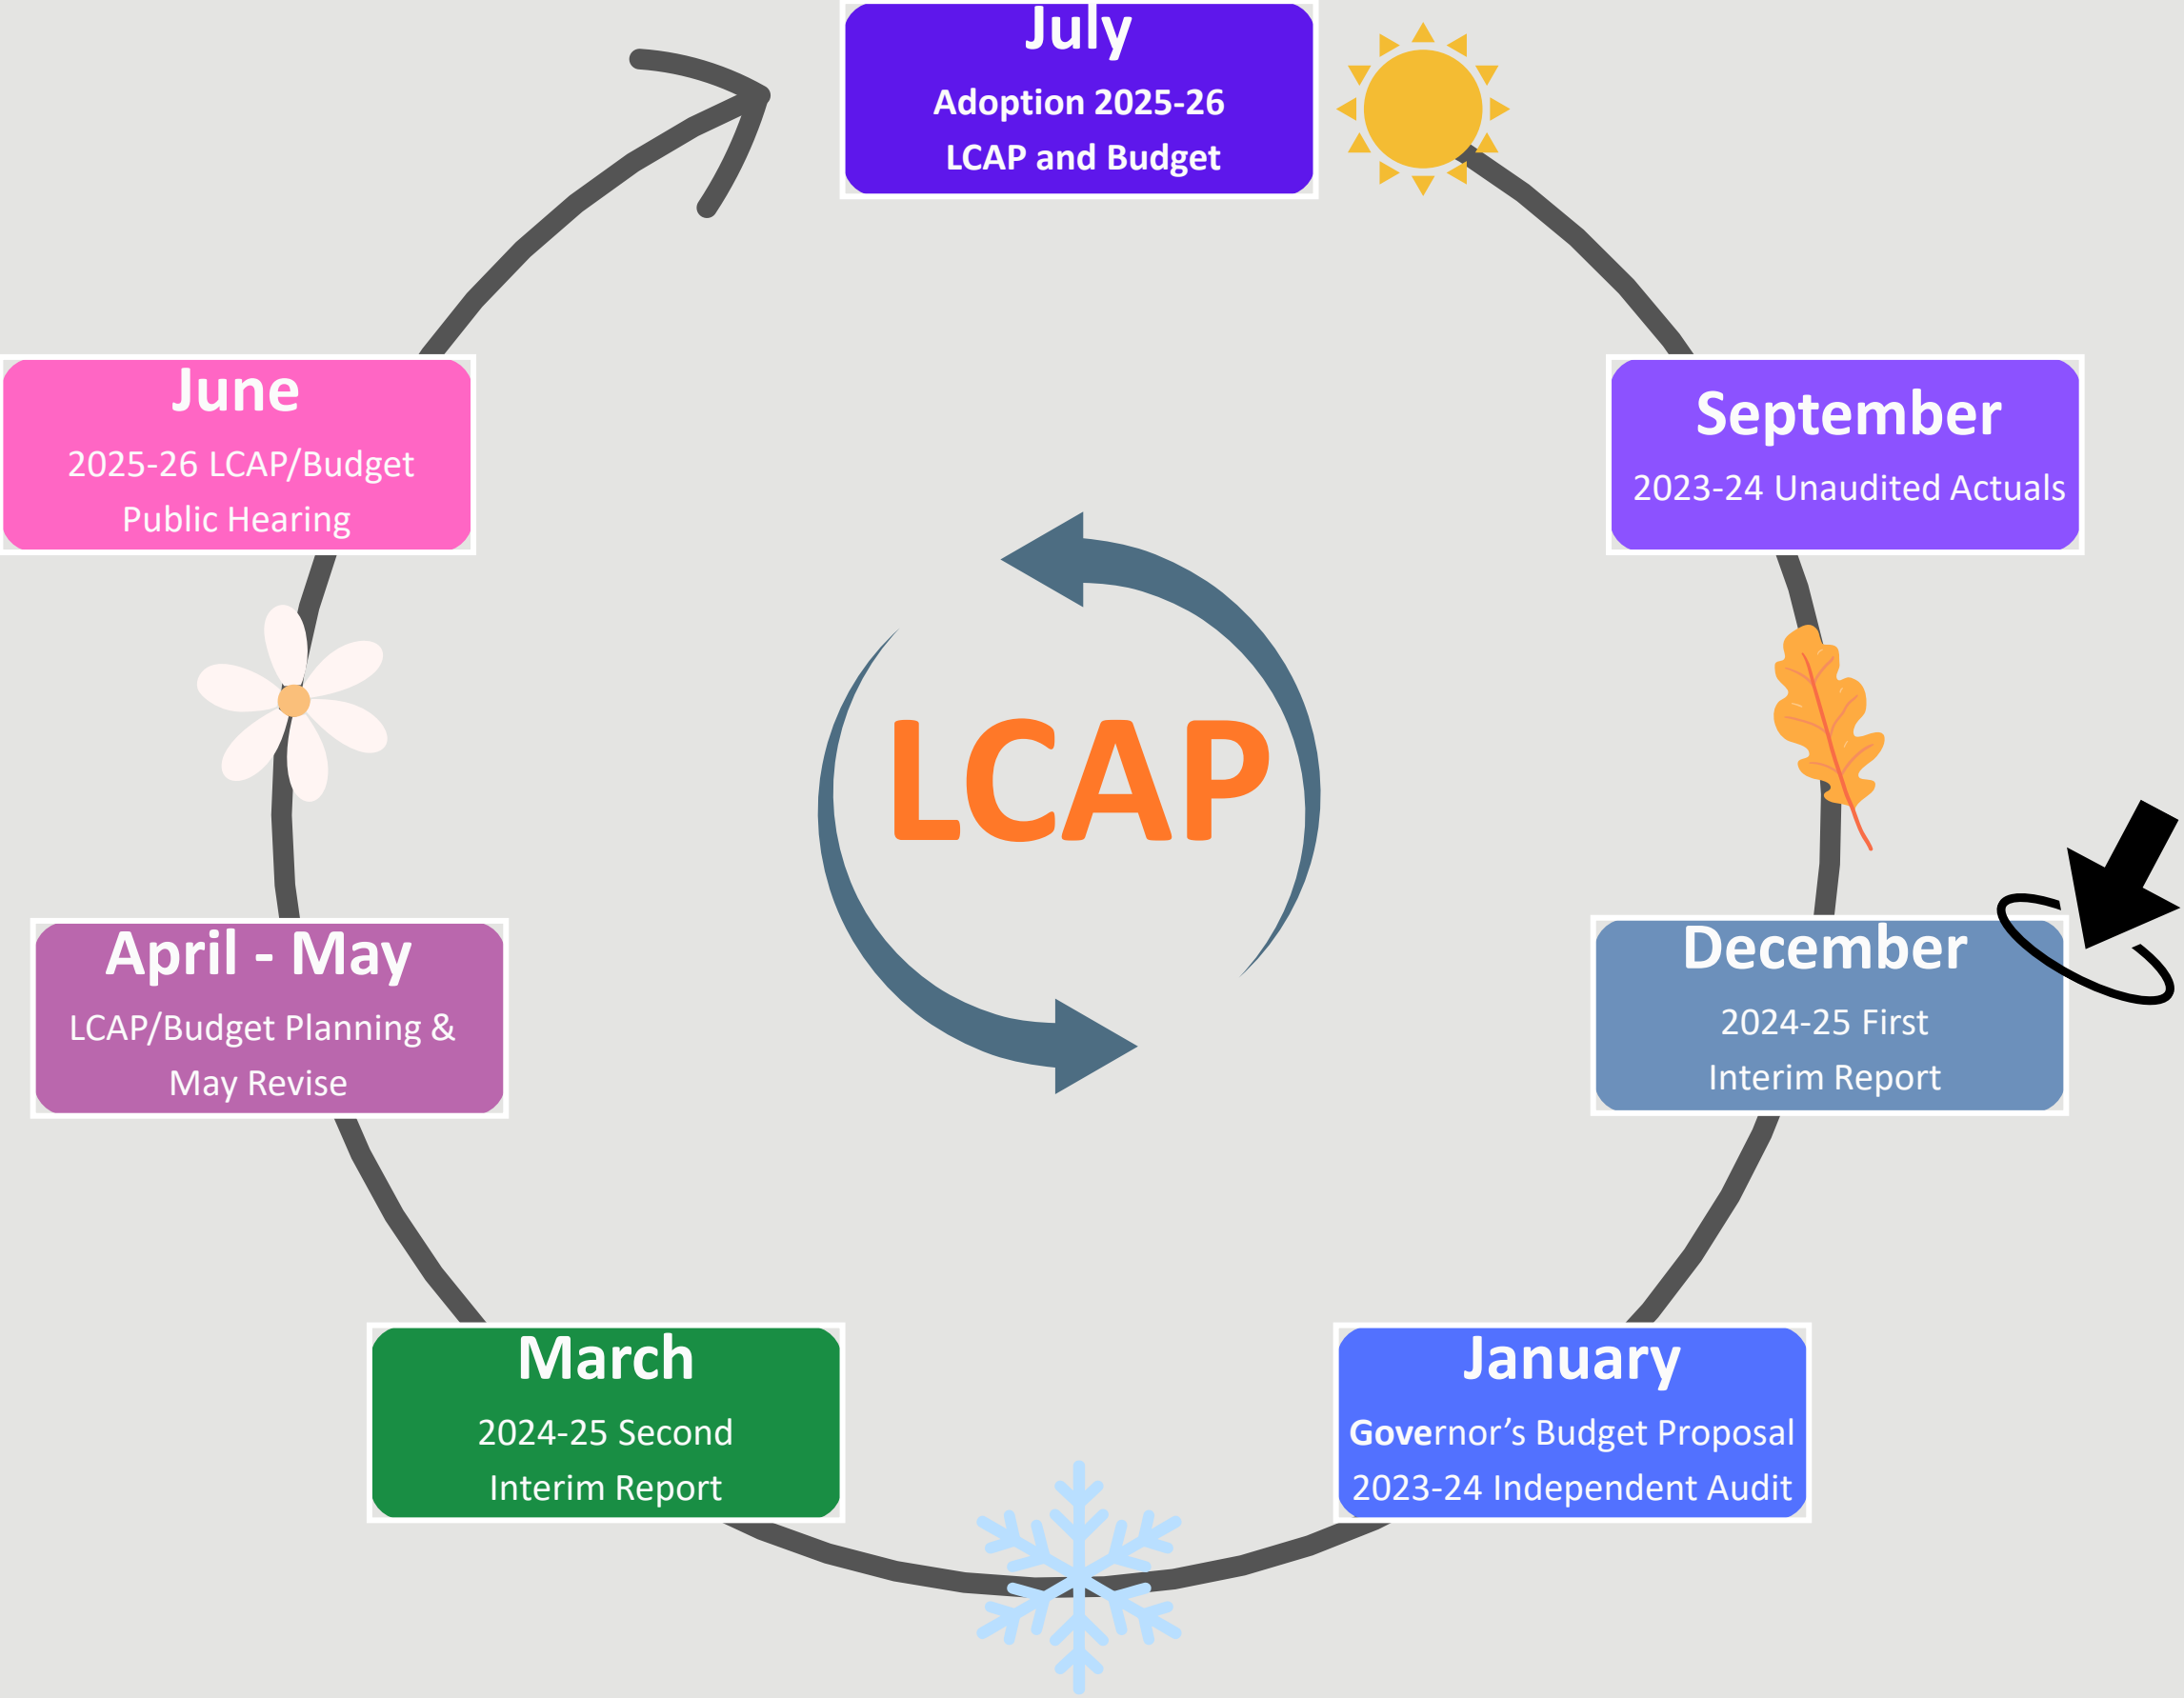 July
Adoption 2025-26
LCAP and Budget
September
2023-24 Unaudited Actuals
December
2024-25 First
Interim Report
January
Governor’s Budget Proposal
2023-24 Independent Audit
March
2024-25 Second
Interim Report
April - May
LCAP/Budget Planning &
May Revise
June
2025-26 LCAP/Budget
Public Hearing
LCAP